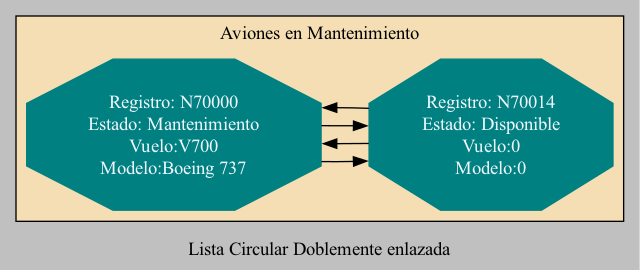 Aviones en Mantenimiento
Registro: N70000
Estado: Mantenimiento
Vuelo:V700
Modelo:Boeing 737
Registro: N70014
Estado: Disponible
Vuelo:0
Modelo:0
Lista Circular Doblemente enlazada